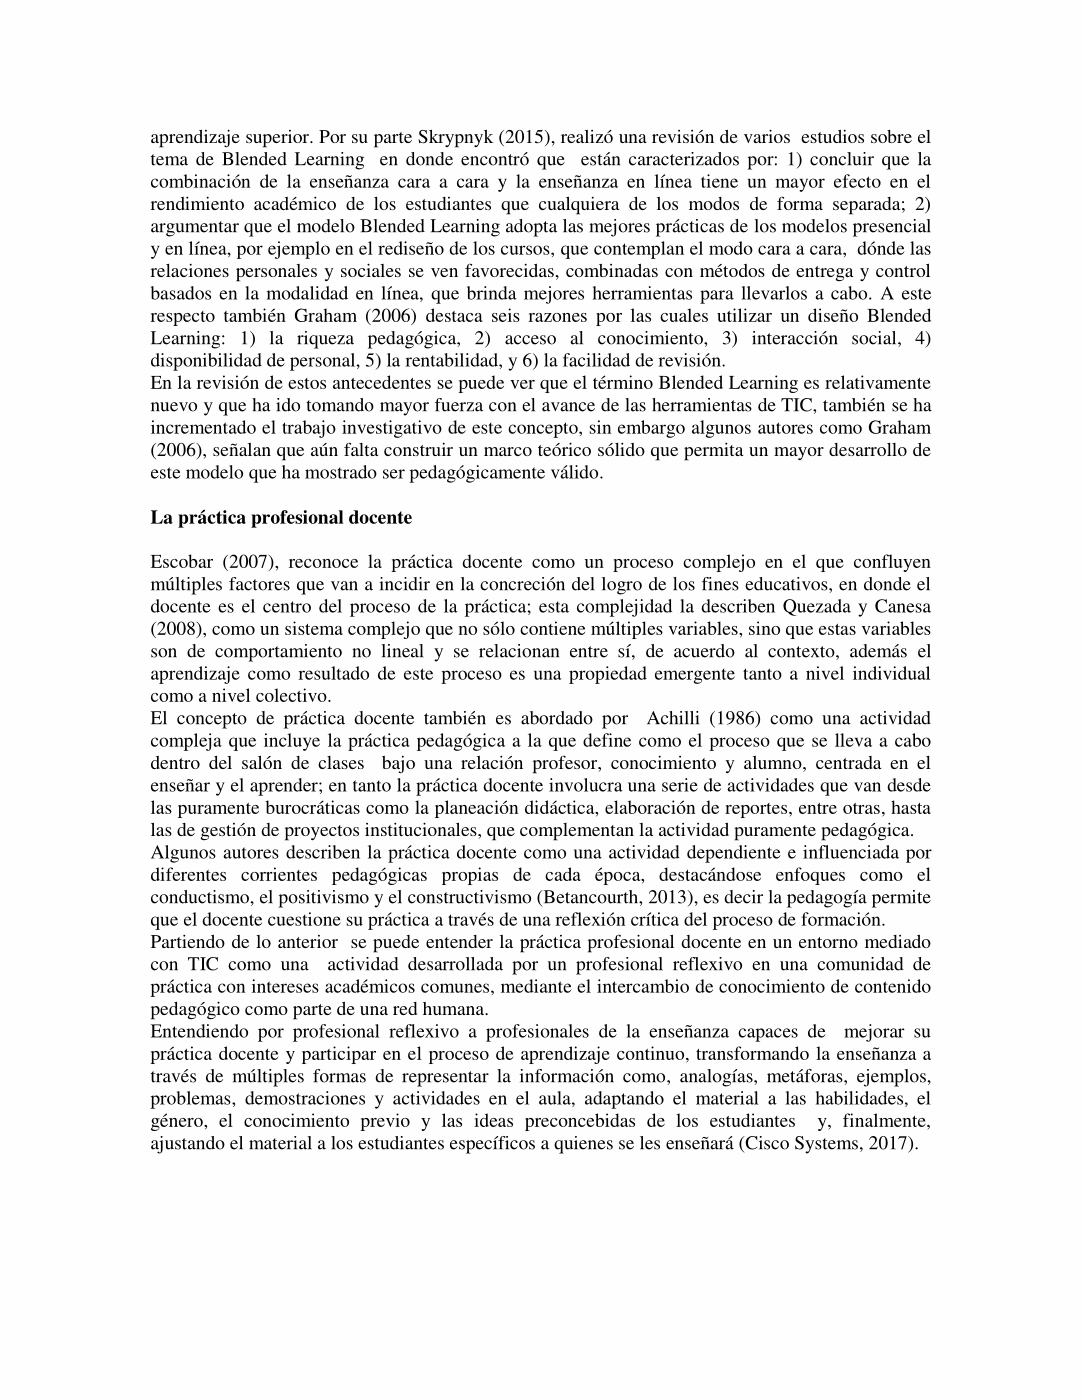 aprendizaje superior. Por su parte Skrypnyk (2015), realizó una revisión de varios estudios sobre el
tema de Blended Learning en donde encontró que están caracterizados por: 1) concluir que la
combinación de la enseñanza cara a cara y la enseñanza en línea tiene un mayor efecto en el
rendimiento académico de los estudiantes que cualquiera de los modos de forma separada; 2)
argumentar que el modelo Blended Learning adopta las mejores prácticas de los modelos presencial
y en línea, por ejemplo en el rediseño de los cursos, que contemplan el modo cara a cara, dónde las
relaciones personales y sociales se ven favorecidas, combinadas con métodos de entrega y control
basados en la modalidad en línea, que brinda mejores herramientas para llevarlos a cabo. A este
respecto también Graham (2006) destaca seis razones por las cuales utilizar un diseño Blended
Learning: 1) la riqueza pedagógica, 2) acceso al conocimiento, 3) interacción social, 4)
disponibilidad de personal, 5) la rentabilidad, y 6) la facilidad de revisión.
En la revisión de estos antecedentes se puede ver que el término Blended Learning es relativamente
nuevo y que ha ido tomando mayor fuerza con el avance de las herramientas de TIC, también se ha
incrementado el trabajo investigativo de este concepto, sin embargo algunos autores como Graham
(2006), señalan que aún falta construir un marco teórico sólido que permita un mayor desarrollo de
este modelo que ha mostrado ser pedagógicamente válido.
La práctica profesional docente
Escobar (2007), reconoce la práctica docente como un proceso complejo en el que confluyen
múltiples factores que van a incidir en la concreción del logro de los fines educativos, en donde el
docente es el centro del proceso de la práctica; esta complejidad la describen Quezada y Canesa
(2008), como un sistema complejo que no sólo contiene múltiples variables, sino que estas variables
son de comportamiento no lineal y se relacionan entre sí, de acuerdo al contexto, además el
aprendizaje como resultado de este proceso es una propiedad emergente tanto a nivel individual
como a nivel colectivo.
El concepto de práctica docente también es abordado por Achilli (1986) como una actividad
compleja que incluye la práctica pedagógica a la que define como el proceso que se lleva a cabo
dentro del salón de clases bajo una relación profesor, conocimiento y alumno, centrada en el
enseñar y el aprender; en tanto la práctica docente involucra una serie de actividades que van desde
las puramente burocráticas como la planeación didáctica, elaboración de reportes, entre otras, hasta
las de gestión de proyectos institucionales, que complementan la actividad puramente pedagógica.
Algunos autores describen la práctica docente como una actividad dependiente e influenciada por
diferentes corrientes pedagógicas propias de cada época, destacándose enfoques como el
conductismo, el positivismo y el constructivismo (Betancourth, 2013), es decir la pedagogía permite
que el docente cuestione su práctica a través de una reflexión crítica del proceso de formación.
Partiendo de lo anterior se puede entender la práctica profesional docente en un entorno mediado
con TIC como una actividad desarrollada por un profesional reflexivo en una comunidad de
práctica con intereses académicos comunes, mediante el intercambio de conocimiento de contenido
pedagógico como parte de una red humana.
Entendiendo por profesional reflexivo a profesionales de la enseñanza capaces de mejorar su
práctica docente y participar en el proceso de aprendizaje continuo, transformando la enseñanza a
través de múltiples formas de representar la información como, analogías, metáforas, ejemplos,
problemas, demostraciones y actividades en el aula, adaptando el material a las habilidades, el
género, el conocimiento previo y las ideas preconcebidas de los estudiantes y, finalmente,
ajustando el material a los estudiantes específicos a quienes se les enseñará (Cisco Systems, 2017).